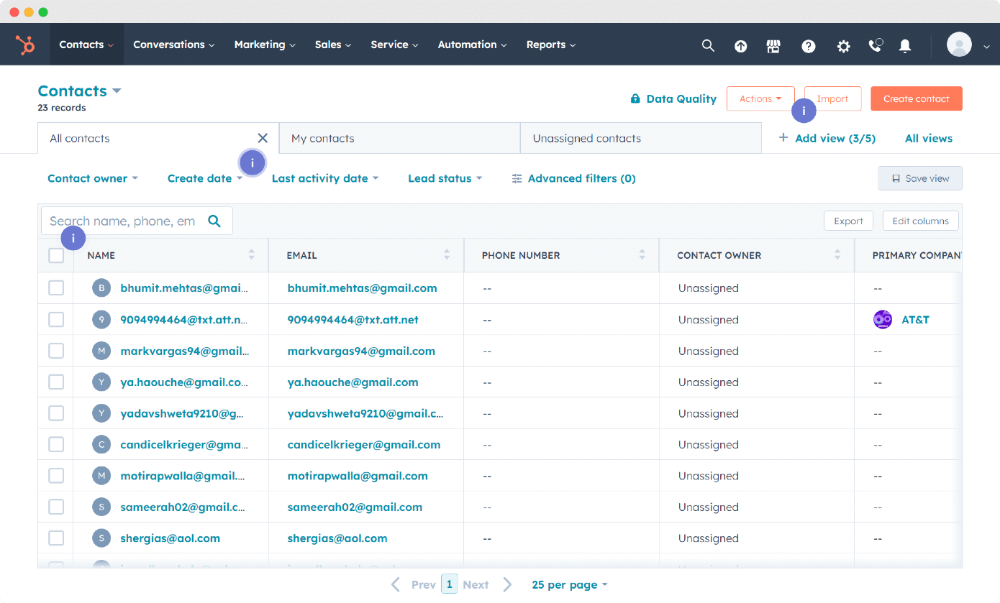 Contacts Conversations Marketing Sales Service Automation Reports
Contacts
23 records
Data Quality Actions Import Create contact
All contacts My contacts Unassigned contacts + Add view (3/5) All views
Contact owner Create date Last activity date Lead status Advanced filters (0) Save view
Search name, phone, em Export Edit columns
NAME EMAIL PHONE NUMBER CONTACT OWNER PRIMARY COMPANY
B bhumit.mehtas@gmai... bhumit.mehtas@gmail.com -- Unassigned --
9 9094994464@txt.att.n... 9094994464@txt.att.net -- Unassigned AT&T
M markvargas94@gmail... markvargas94@gmail.com -- Unassigned --
Y ya.haouche@gmail.co... ya.haouche@gmail.com -- Unassigned --
Y yadavshweta9210@g... yadavshweta9210@gmail.c... -- Unassigned --
C candicelkrieger@gma... candicelkrieger@gmail.com -- Unassigned --
M motirapwalla@gmail.... motirapwalla@gmail.com -- Unassigned --
S sameerah02@gmail.c... sameerah02@gmail.com -- Unassigned --
S shergias@aol.com shergias@aol.com -- Unassigned --
Prev 1 Next 25 per page